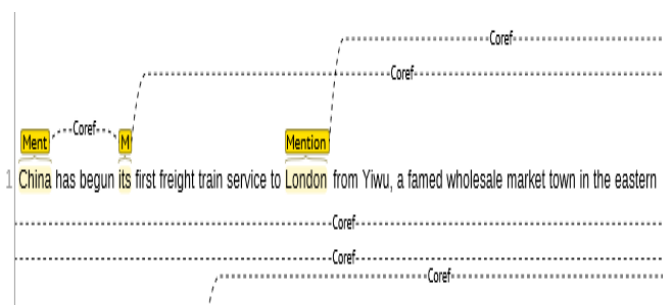 Coref
Coref
Ment Coref M Mention
1 China has begun its first freight train service to London from Yiwu, a famed wholesale market town in the eastern
Coref
Coref
Coref